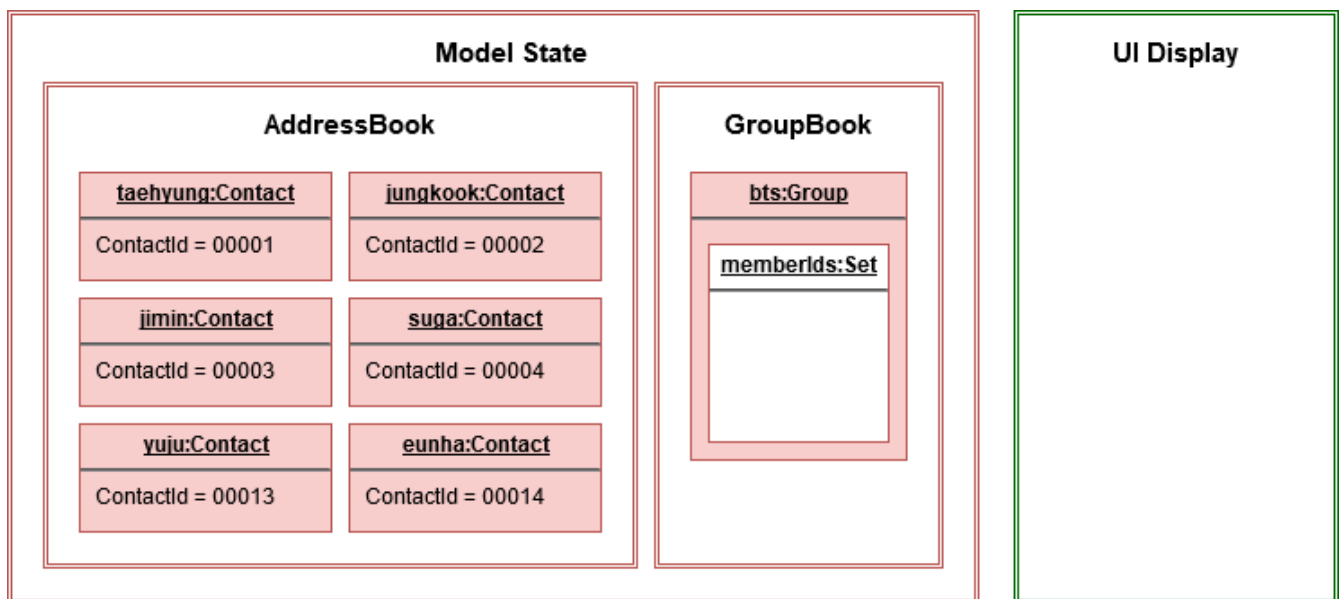 Model State
UI Display
AddressBook
GroupBook
taehyung:Contact
ContactId = 00001
jungkook:Contact
ContactId = 00002
jimin:Contact
ContactId = 00003
suga:Contact
ContactId = 00004
yuju:Contact
ContactId = 00013
eunha:Contact
ContactId = 00014
bts:Group
memberIds:Set